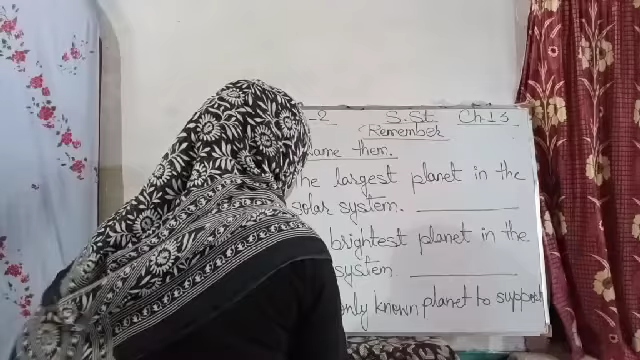 -2 S.St Ch.13
Remember
Name them.
The largest planet in the
solar system.
brightest planet in the
system
only known planet to support